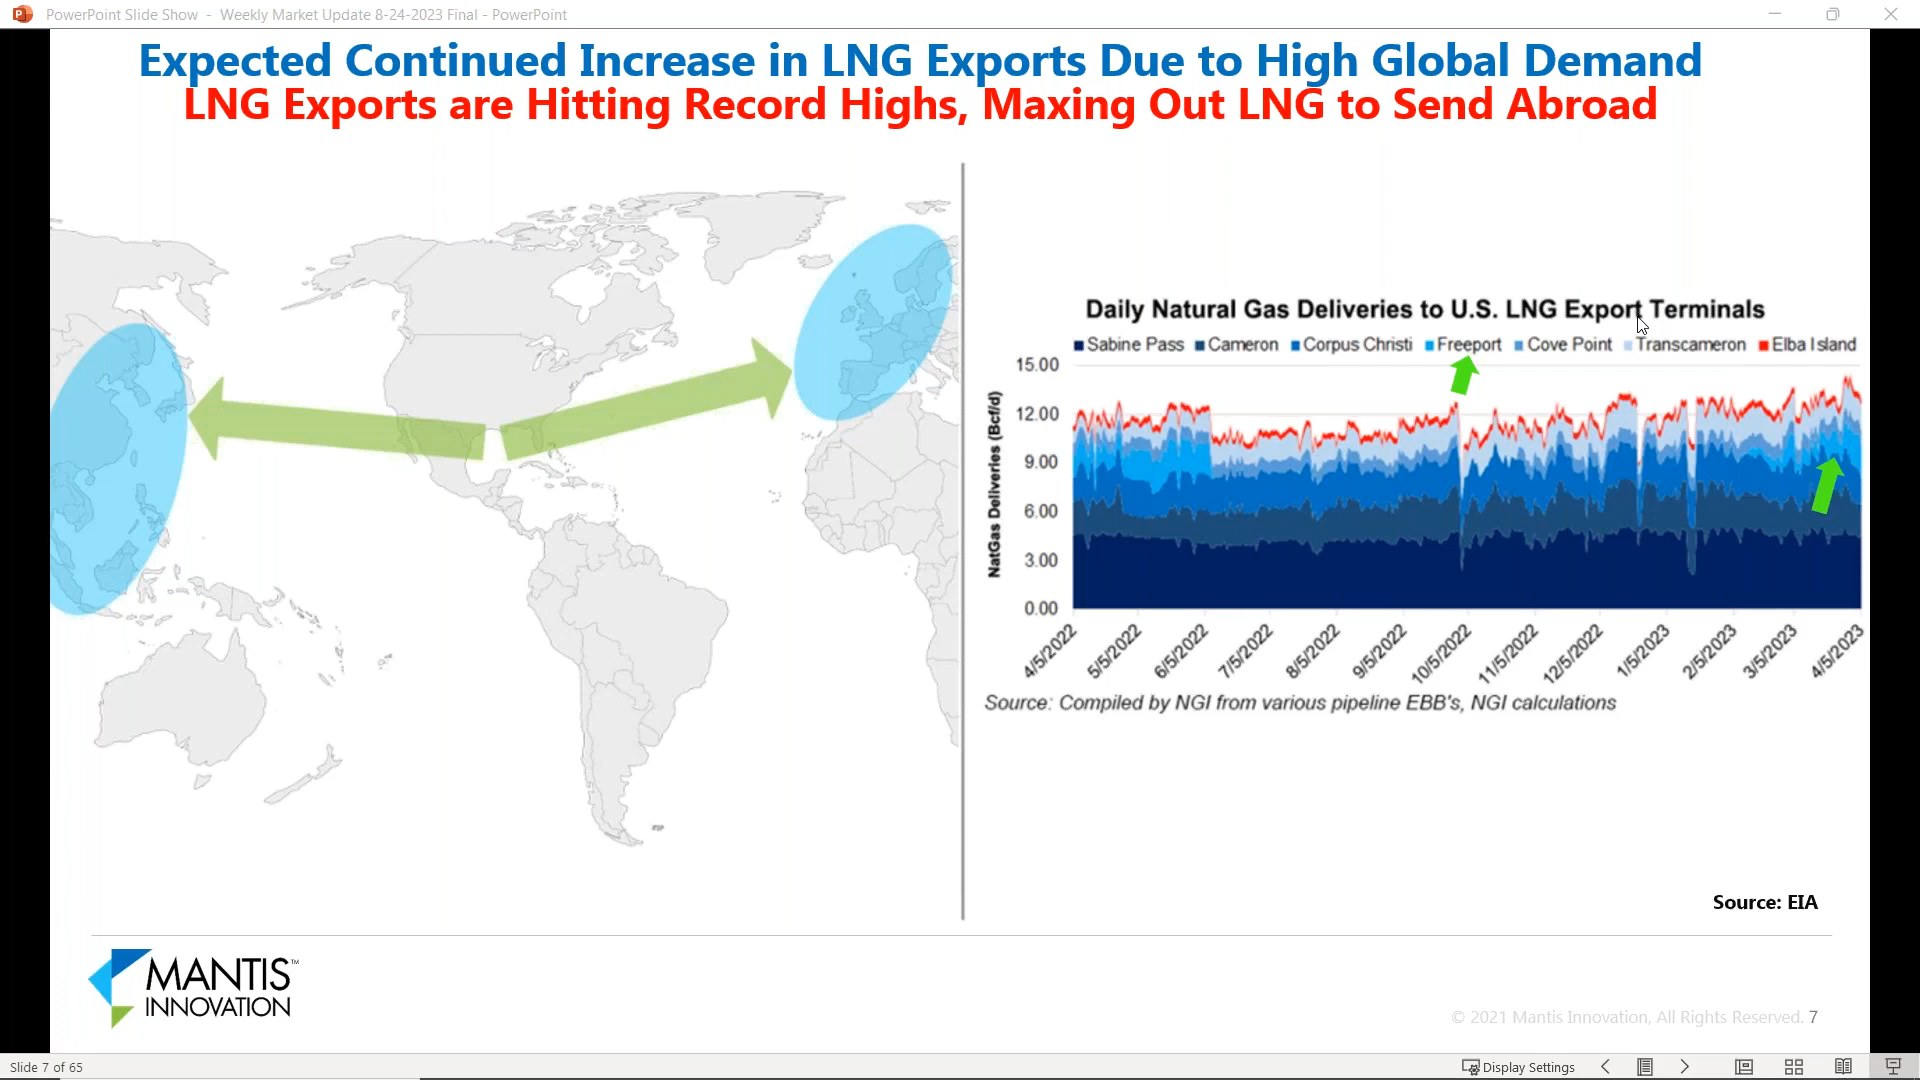 PowerPoint Slide Show - Weekly Market Update 8-24-2023 Final - PowerPoint
Expected Continued Increase in LNG Exports Due to High Global Demand
LNG Exports are Hitting Record Highs, Maxing Out LNG to Send Abroad
Daily Natural Gas Deliveries to U.S. LNG Export Terminals
Sabine Pass Cameron Corpus Christi Freeport Cove Point Transcameron Elba Island
NatGas Deliveries (Bcf/d)
15.00
12.00
9.00
6.00
3.00
0.00
4/5/2022 5/5/2022 6/5/2022 7/5/2022 8/5/2022 9/5/2022 10/5/2022 11/5/2022 12/5/2022 1/5/2023 2/5/2023 3/5/2023 4/5/2023
Source: Compiled by NGI from various pipeline EBB's, NGI calculations
Source: EIA
MANTIS™
INNOVATION
© 2021 Mantis Innovation, All Rights Reserved. 7
Slide 7 of 65
Display Settings